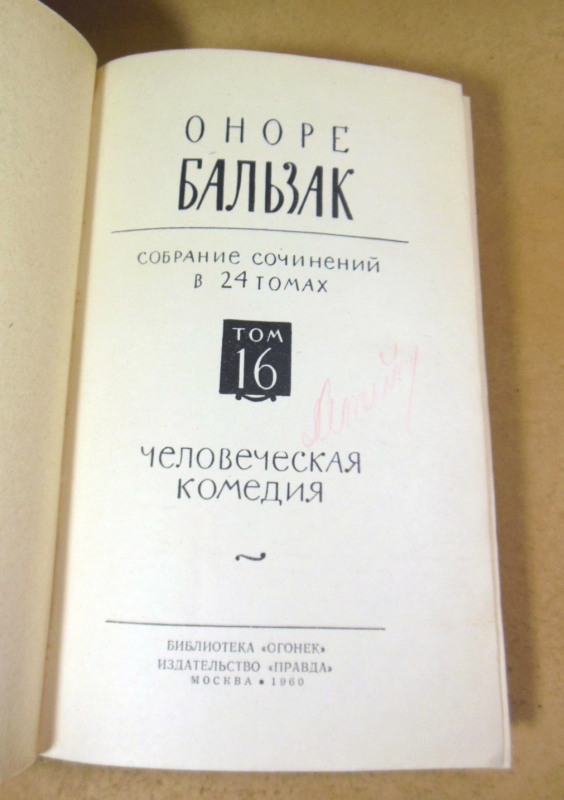 ОНОРЕ
БАЛЬЗАК
СОБРАНИЕ СОЧИНЕНИЙ
В 24 ТОМАХ
ТОМ
16
ЧЕЛОВЕЧЕСКАЯ
КОМЕДИЯ
БИБЛИОТЕКА «ОГОНЕК»
ИЗДАТЕЛЬСТВО «ПРАВДА»
МОСКВА • 1960